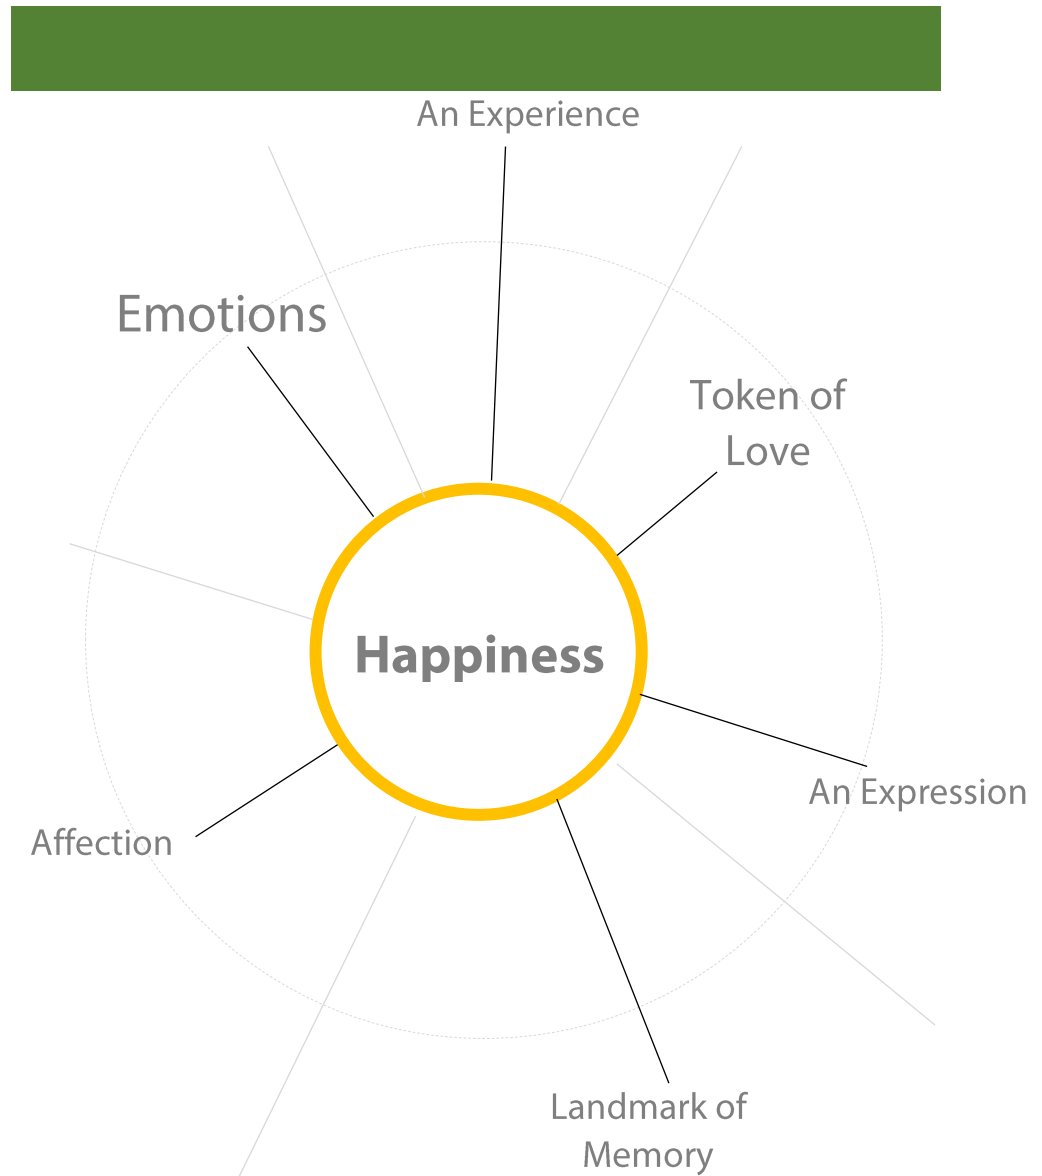 An Experience
Emotions
Token of
Love
Happiness
An Expression
Affection
Landmark of
Memory